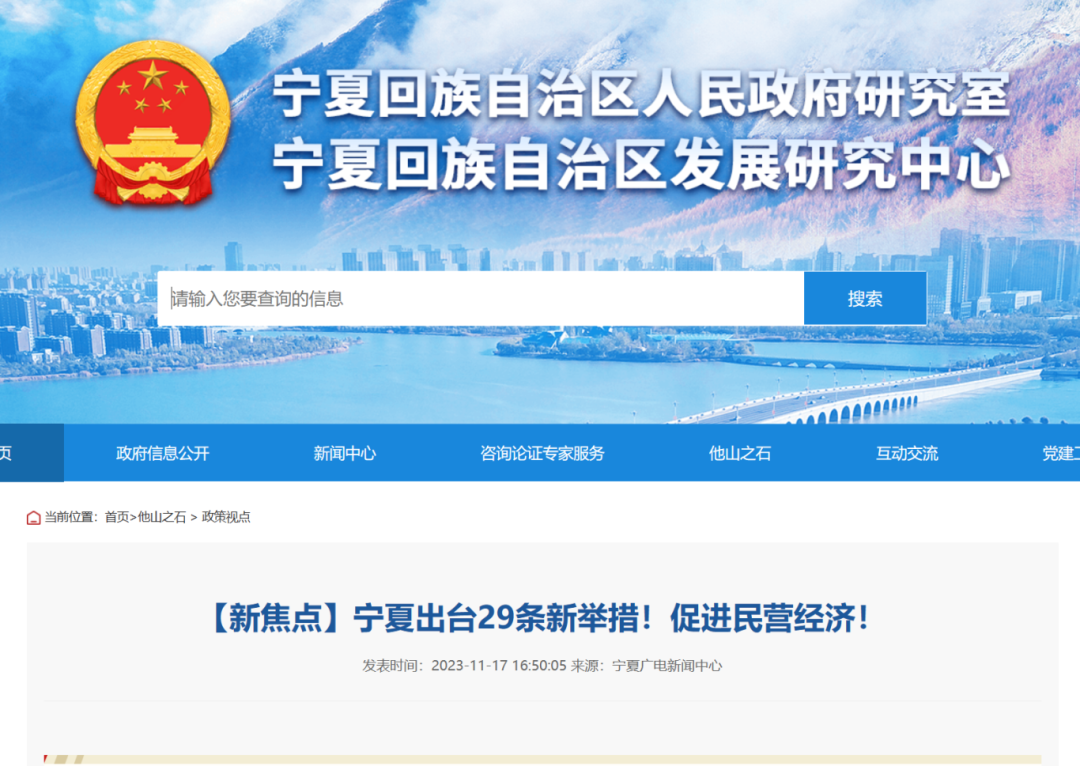 宁夏回族自治区人民政府研究室
宁夏回族自治区发展研究中心
请输入您要查询的信息
搜索
页
政府信息公开
新闻中心
咨询论证专家服务
他山之石
互动交流
党建工
当前位置：首页>他山之石 > 政策视点
【新焦点】宁夏出台29条新举措！促进民营经济！
发表时间：2023-11-17 16:50:05 来源：宁夏广电新闻中心